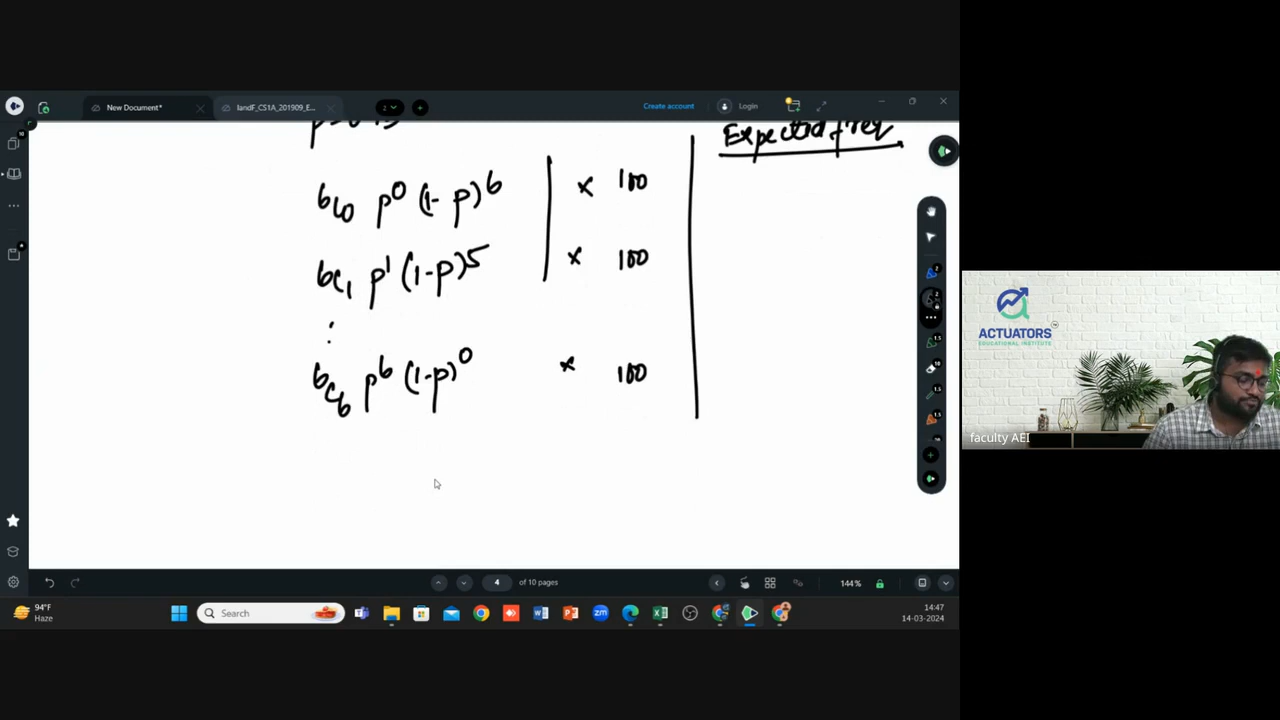 New Document*
IandF_CS1A_201909_E...
2
Create account
Login
Expected freq
6C0 p^0 (1-p)^6 | x 100
6C1 p^1 (1-p)^5 | x 100
⋮
6C6 p^6 (1-p)^0 x 100
ACTUATORS
EDUCATIONAL INSTITUTE
faculty AEI
4
of 10 pages
144%
94°F
Haze
Search
14:47
14-03-2024